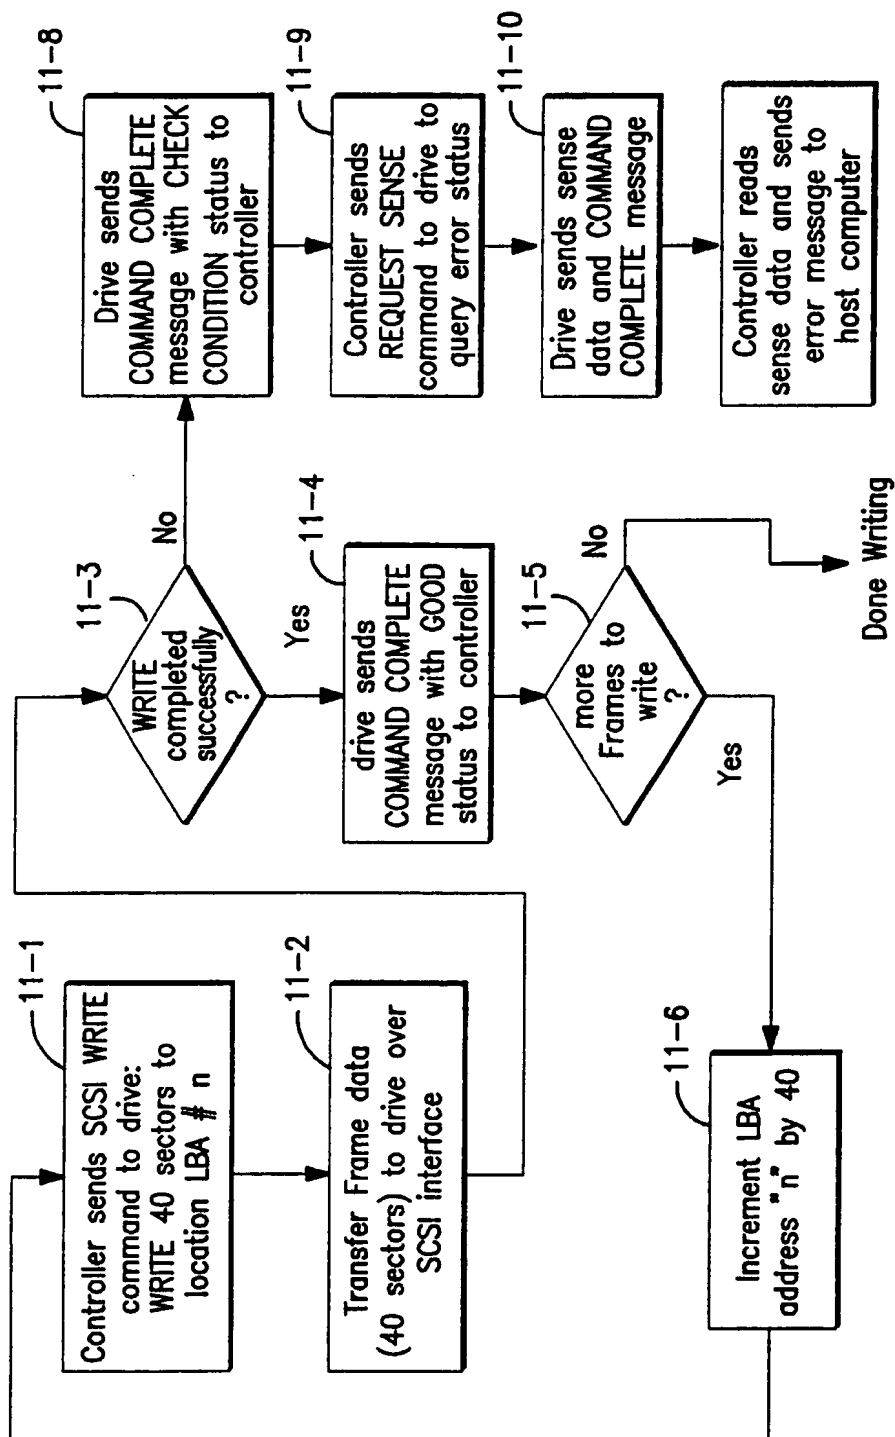 11-1
Controller sends SCSI WRITE
command to drive:
WRITE 40 sectors to
location LBA # n
11-2
Transfer Frame data
(40 sectors) to drive over
SCSI interface
11-3
WRITE
completed
successfully
?
No
Yes
11-4
drive sends
COMMAND COMPLETE
message with GOOD
status to controller
11-5
more
Frames to
write
?
No
Yes
Done Writing
11-6
Increment LBA
address "n" by 40
11-8
Drive sends
COMMAND COMPLETE
message with CHECK
CONDITION status to
controller
11-9
Controller sends
REQUEST SENSE
command to drive to
query error status
11-10
Drive sends sense
data and COMMAND
COMPLETE message
Controller reads
sense data and sends
error message to
host computer